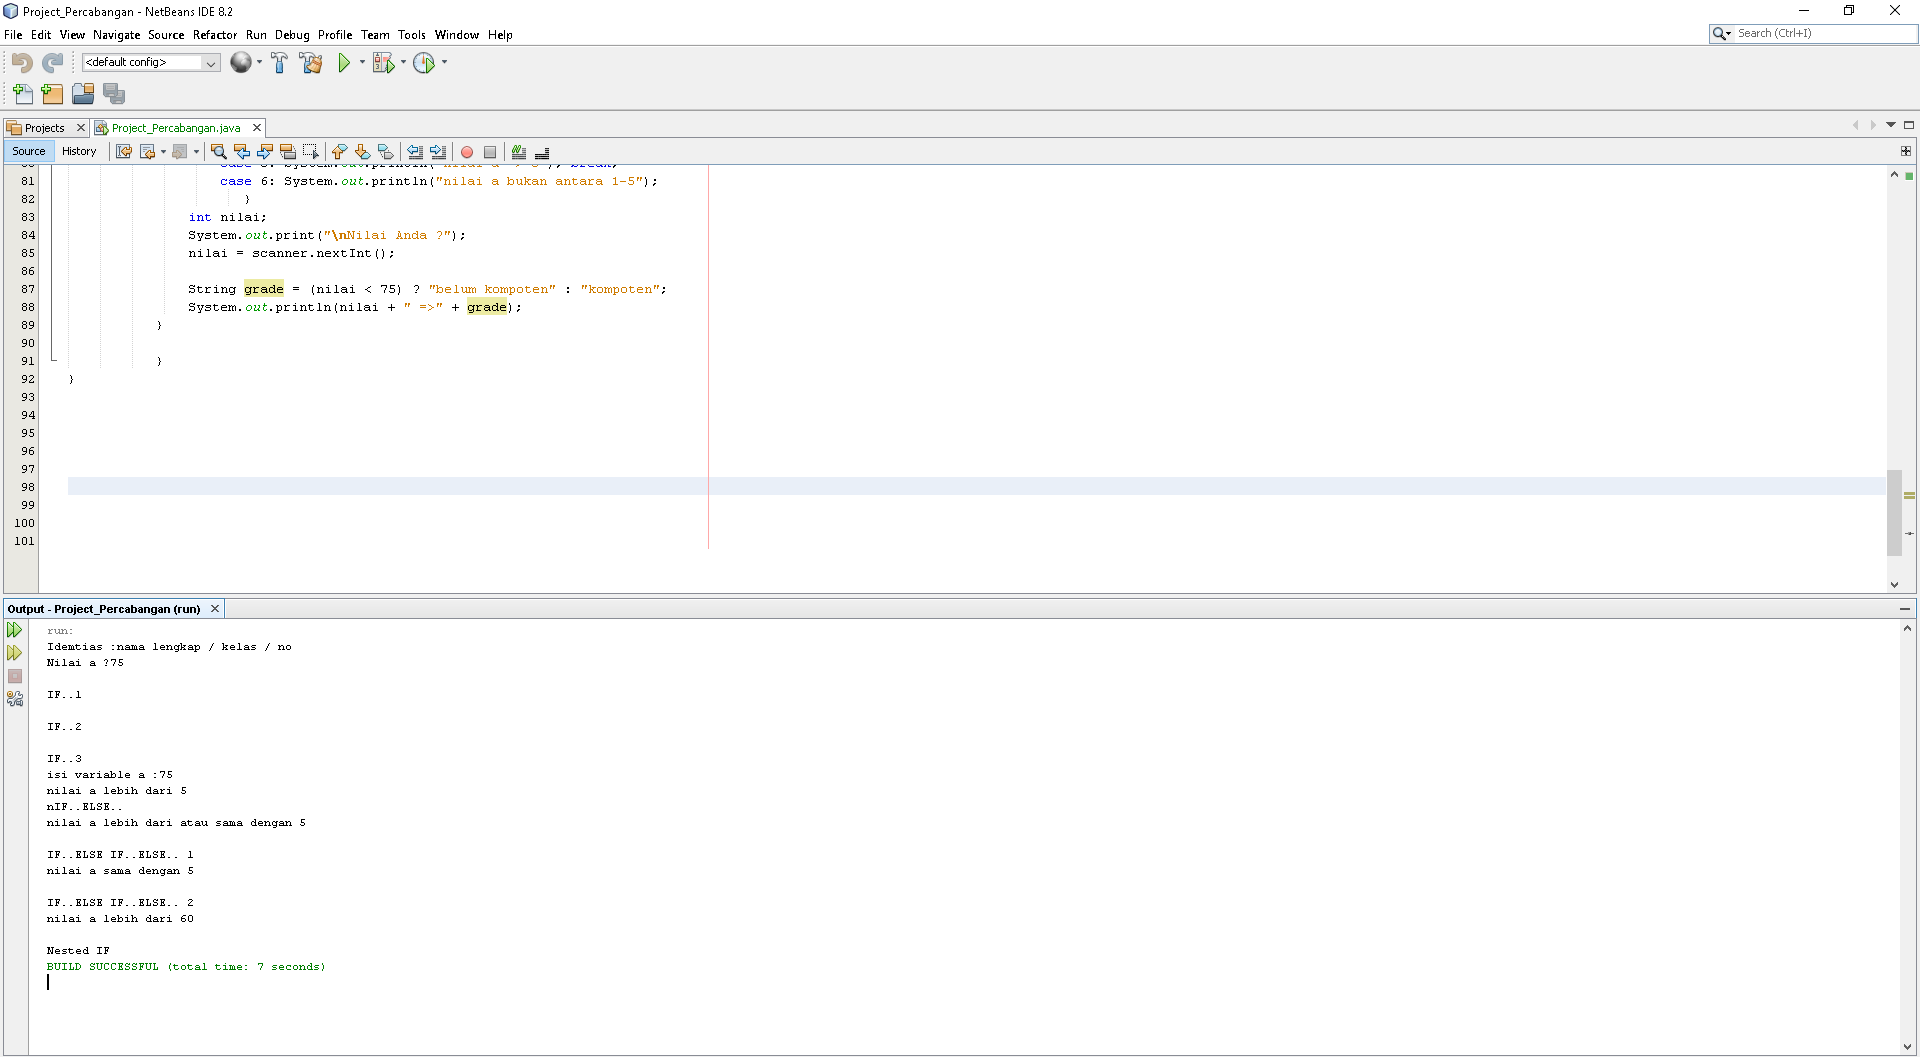 Project_Percabangan - NetBeans IDE 8.2
File Edit View Navigate Source Refactor Run Debug Profile Team Tools Window Help
Search (Ctrl+I)
<default config>
Projects
Project_Percabangan.java
Source History
81 case 6: System.out.println("nilai a bukan antara 1-5");
82 }
83 int nilai;
84 System.out.print("\nNilai Anda ?");
85 nilai = scanner.nextInt();
86
87 String grade = (nilai < 75) ? "belum kompoten" : "kompoten";
88 System.out.println(nilai + " =>" + grade);
89 }
90
91 }
92 }
93
94
95
96
97
98
99
100
101
Output - Project_Percabangan (run)
run:
Idemtias :nama lengkap / kelas / no
Nilai a ?75
IF..1
IF..2
IF..3
isi variable a :75
nilai a lebih dari 5
nIF..ELSE..
nilai a lebih dari atau sama dengan 5
IF..ELSE IF..ELSE.. 1
nilai a sama dengan 5
IF..ELSE IF..ELSE.. 2
nilai a lebih dari 60
Nested IF
BUILD SUCCESSFUL (total time: 7 seconds)